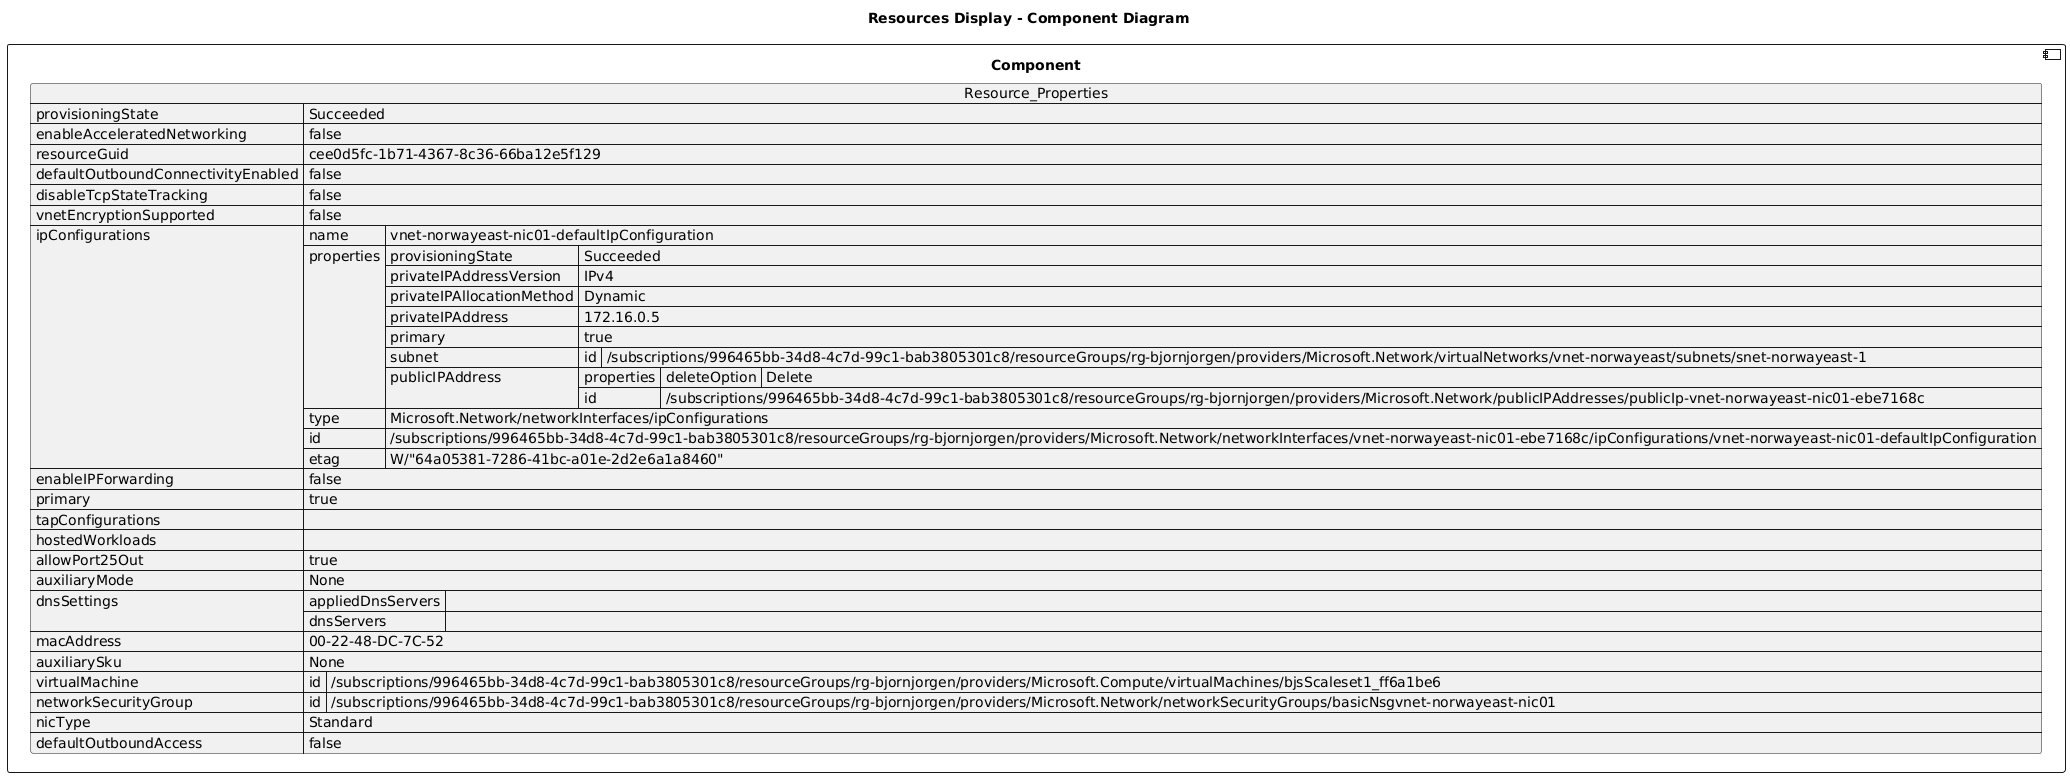 Resources Display - Component Diagram
Component
Resource_Properties
provisioningState Succeeded
enableAcceleratedNetworking false
resourceGuid cee0d5fc-1b71-4367-8c36-66ba12e5f129
defaultOutboundConnectivityEnabled false
disableTcpStateTracking false
vnetEncryptionSupported false
ipConfigurations name vnet-norwayeast-nic01-defaultIpConfiguration
properties provisioningState Succeeded
privateIPAddressVersion IPv4
privateIPAllocationMethod Dynamic
privateIPAddress 172.16.0.5
primary true
subnet id /subscriptions/996465bb-34d8-4c7d-99c1-bab3805301c8/resourceGroups/rg-bjornjorgen/providers/Microsoft.Network/virtualNetworks/vnet-norwayeast/subnets/snet-norwayeast-1
publicIPAddress properties deleteOption Delete
id /subscriptions/996465bb-34d8-4c7d-99c1-bab3805301c8/resourceGroups/rg-bjornjorgen/providers/Microsoft.Network/publicIPAddresses/publicIp-vnet-norwayeast-nic01-ebe7168c
type Microsoft.Network/networkInterfaces/ipConfigurations
id /subscriptions/996465bb-34d8-4c7d-99c1-bab3805301c8/resourceGroups/rg-bjornjorgen/providers/Microsoft.Network/networkInterfaces/vnet-norwayeast-nic01-ebe7168c/ipConfigurations/vnet-norwayeast-nic01-defaultIpConfiguration
etag W/"64a05381-7286-41bc-a01e-2d2e6a1a8460"
enableIPForwarding false
primary true
tapConfigurations
hostedWorkloads
allowPort25Out true
auxiliaryMode None
dnsSettings appliedDnsServers
dnsServers
macAddress 00-22-48-DC-7C-52
auxiliarySku None
virtualMachine id /subscriptions/996465bb-34d8-4c7d-99c1-bab3805301c8/resourceGroups/rg-bjornjorgen/providers/Microsoft.Compute/virtualMachines/bjsScaleset1_ff6a1be6
networkSecurityGroup id /subscriptions/996465bb-34d8-4c7d-99c1-bab3805301c8/resourceGroups/rg-bjornjorgen/providers/Microsoft.Network/networkSecurityGroups/basicNsgvnet-norwayeast-nic01
nicType Standard
defaultOutboundAccess false